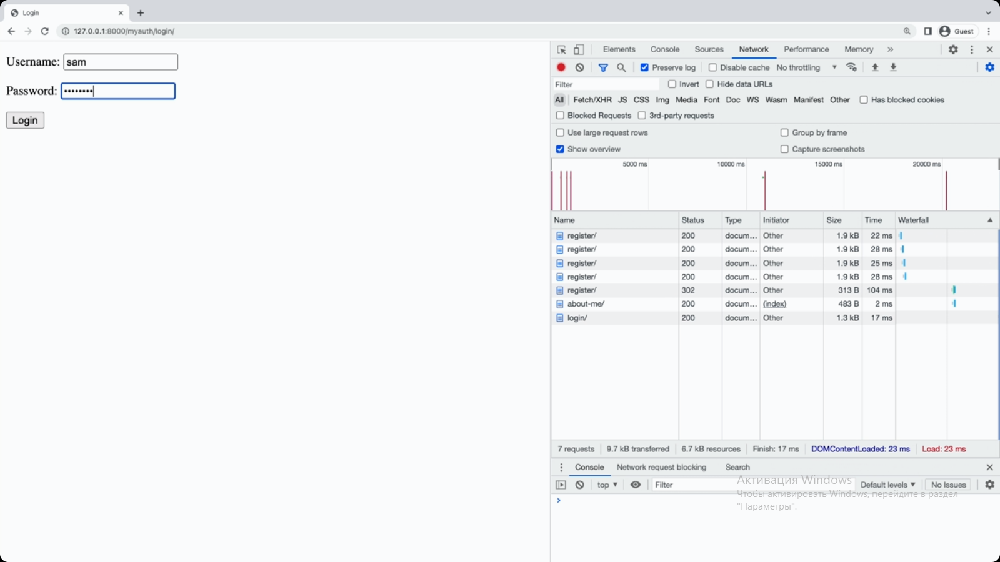 Login
127.0.0.1:8000/myauth/login/
Guest
Username: sam
Password: ••••••••
Login
Elements Console Sources Network Performance Memory »
Preserve log Disable cache No throttling
Filter Invert Hide data URLs
All Fetch/XHR JS CSS Img Media Font Doc WS Wasm Manifest Other Has blocked cookies
Blocked Requests 3rd-party requests
Use large request rows Group by frame
Show overview Capture screenshots
5000 ms 10000 ms 15000 ms 20000 ms
Name Status Type Initiator Size Time Waterfall
register/ 200 docum... Other 1.9 kB 22 ms
register/ 200 docum... Other 1.9 kB 28 ms
register/ 200 docum... Other 1.9 kB 25 ms
register/ 200 docum... Other 1.9 kB 28 ms
register/ 302 docum... Other 313 B 104 ms
about-me/ 200 docum... (index) 483 B 2 ms
login/ 200 docum... Other 1.3 kB 17 ms
7 requests 9.7 kB transferred 6.7 kB resources Finish: 17 ms DOMContentLoaded: 23 ms Load: 23 ms
Console Network request blocking Search
top Filter Default levels No Issues
Активация Windows
Чтобы активировать Windows, перейдите в раздел
"Параметры".